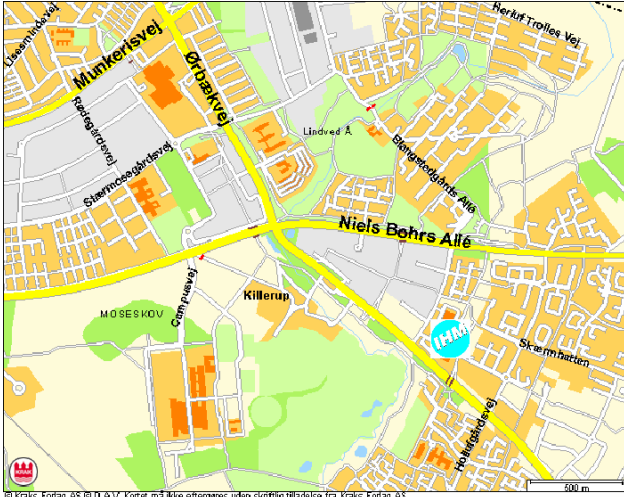 Lisesmindevej
Munkerisvej
Ørbækvej
Herluf Trolles Vej
Rødegårdsvej
Stærmosegårdsvej
Lindved Å
Blangstedgårds Allé
Niels Bohrs Allé
Campusvej
Killerup
MOSESKOV
IHM
Skærmhatten
Hollufgårdsvej
KRAK
500 m
© Kraks Forlag AS © D.A.V. Kortet må ikke eftergøres uden skriftlig tilladelse fra Kraks Forlag AS